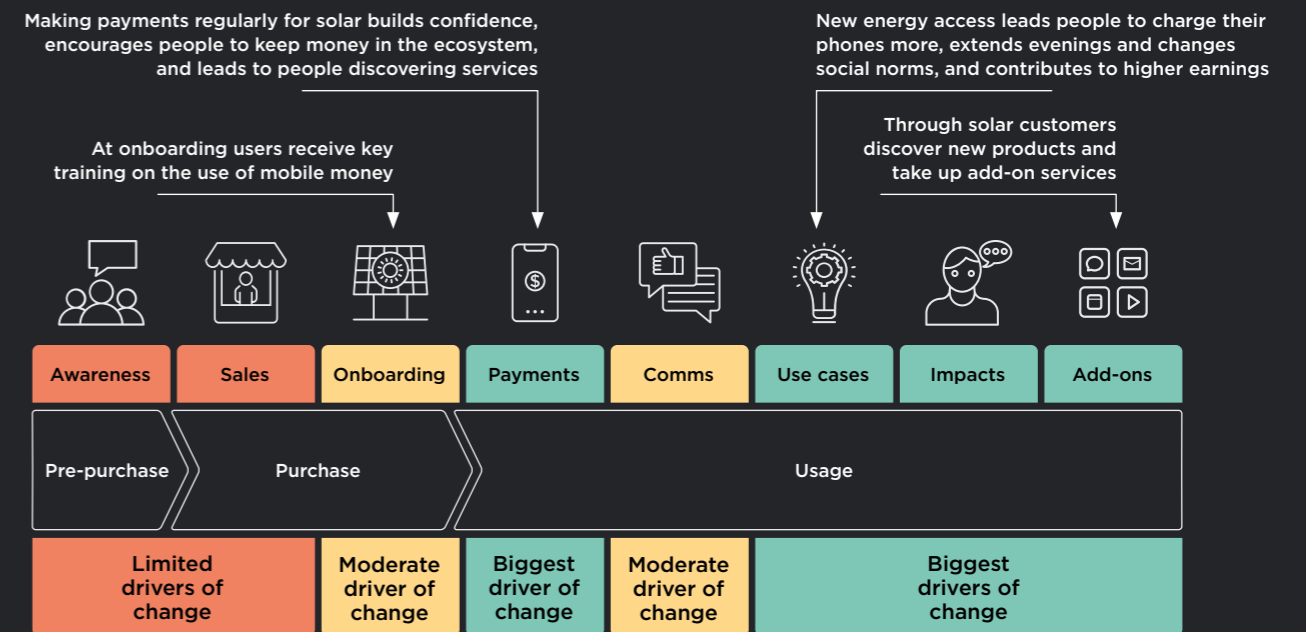 Making payments regularly for solar builds confidence,
encourages people to keep money in the ecosystem,
and leads to people discovering services
New energy access leads people to charge their
phones more, extends evenings and changes
social norms, and contributes to higher earnings
At onboarding users receive key
training on the use of mobile money
Through solar customers
discover new products and
take up add-on services
$
Awareness
Sales
Onboarding
Payments
Comms
Use cases
Impacts
Add-ons
Pre-purchase
Purchase
Usage
Limited
drivers of
change
Moderate
driver of
change
Biggest
driver of
change
Moderate
driver of
change
Biggest
drivers of
change